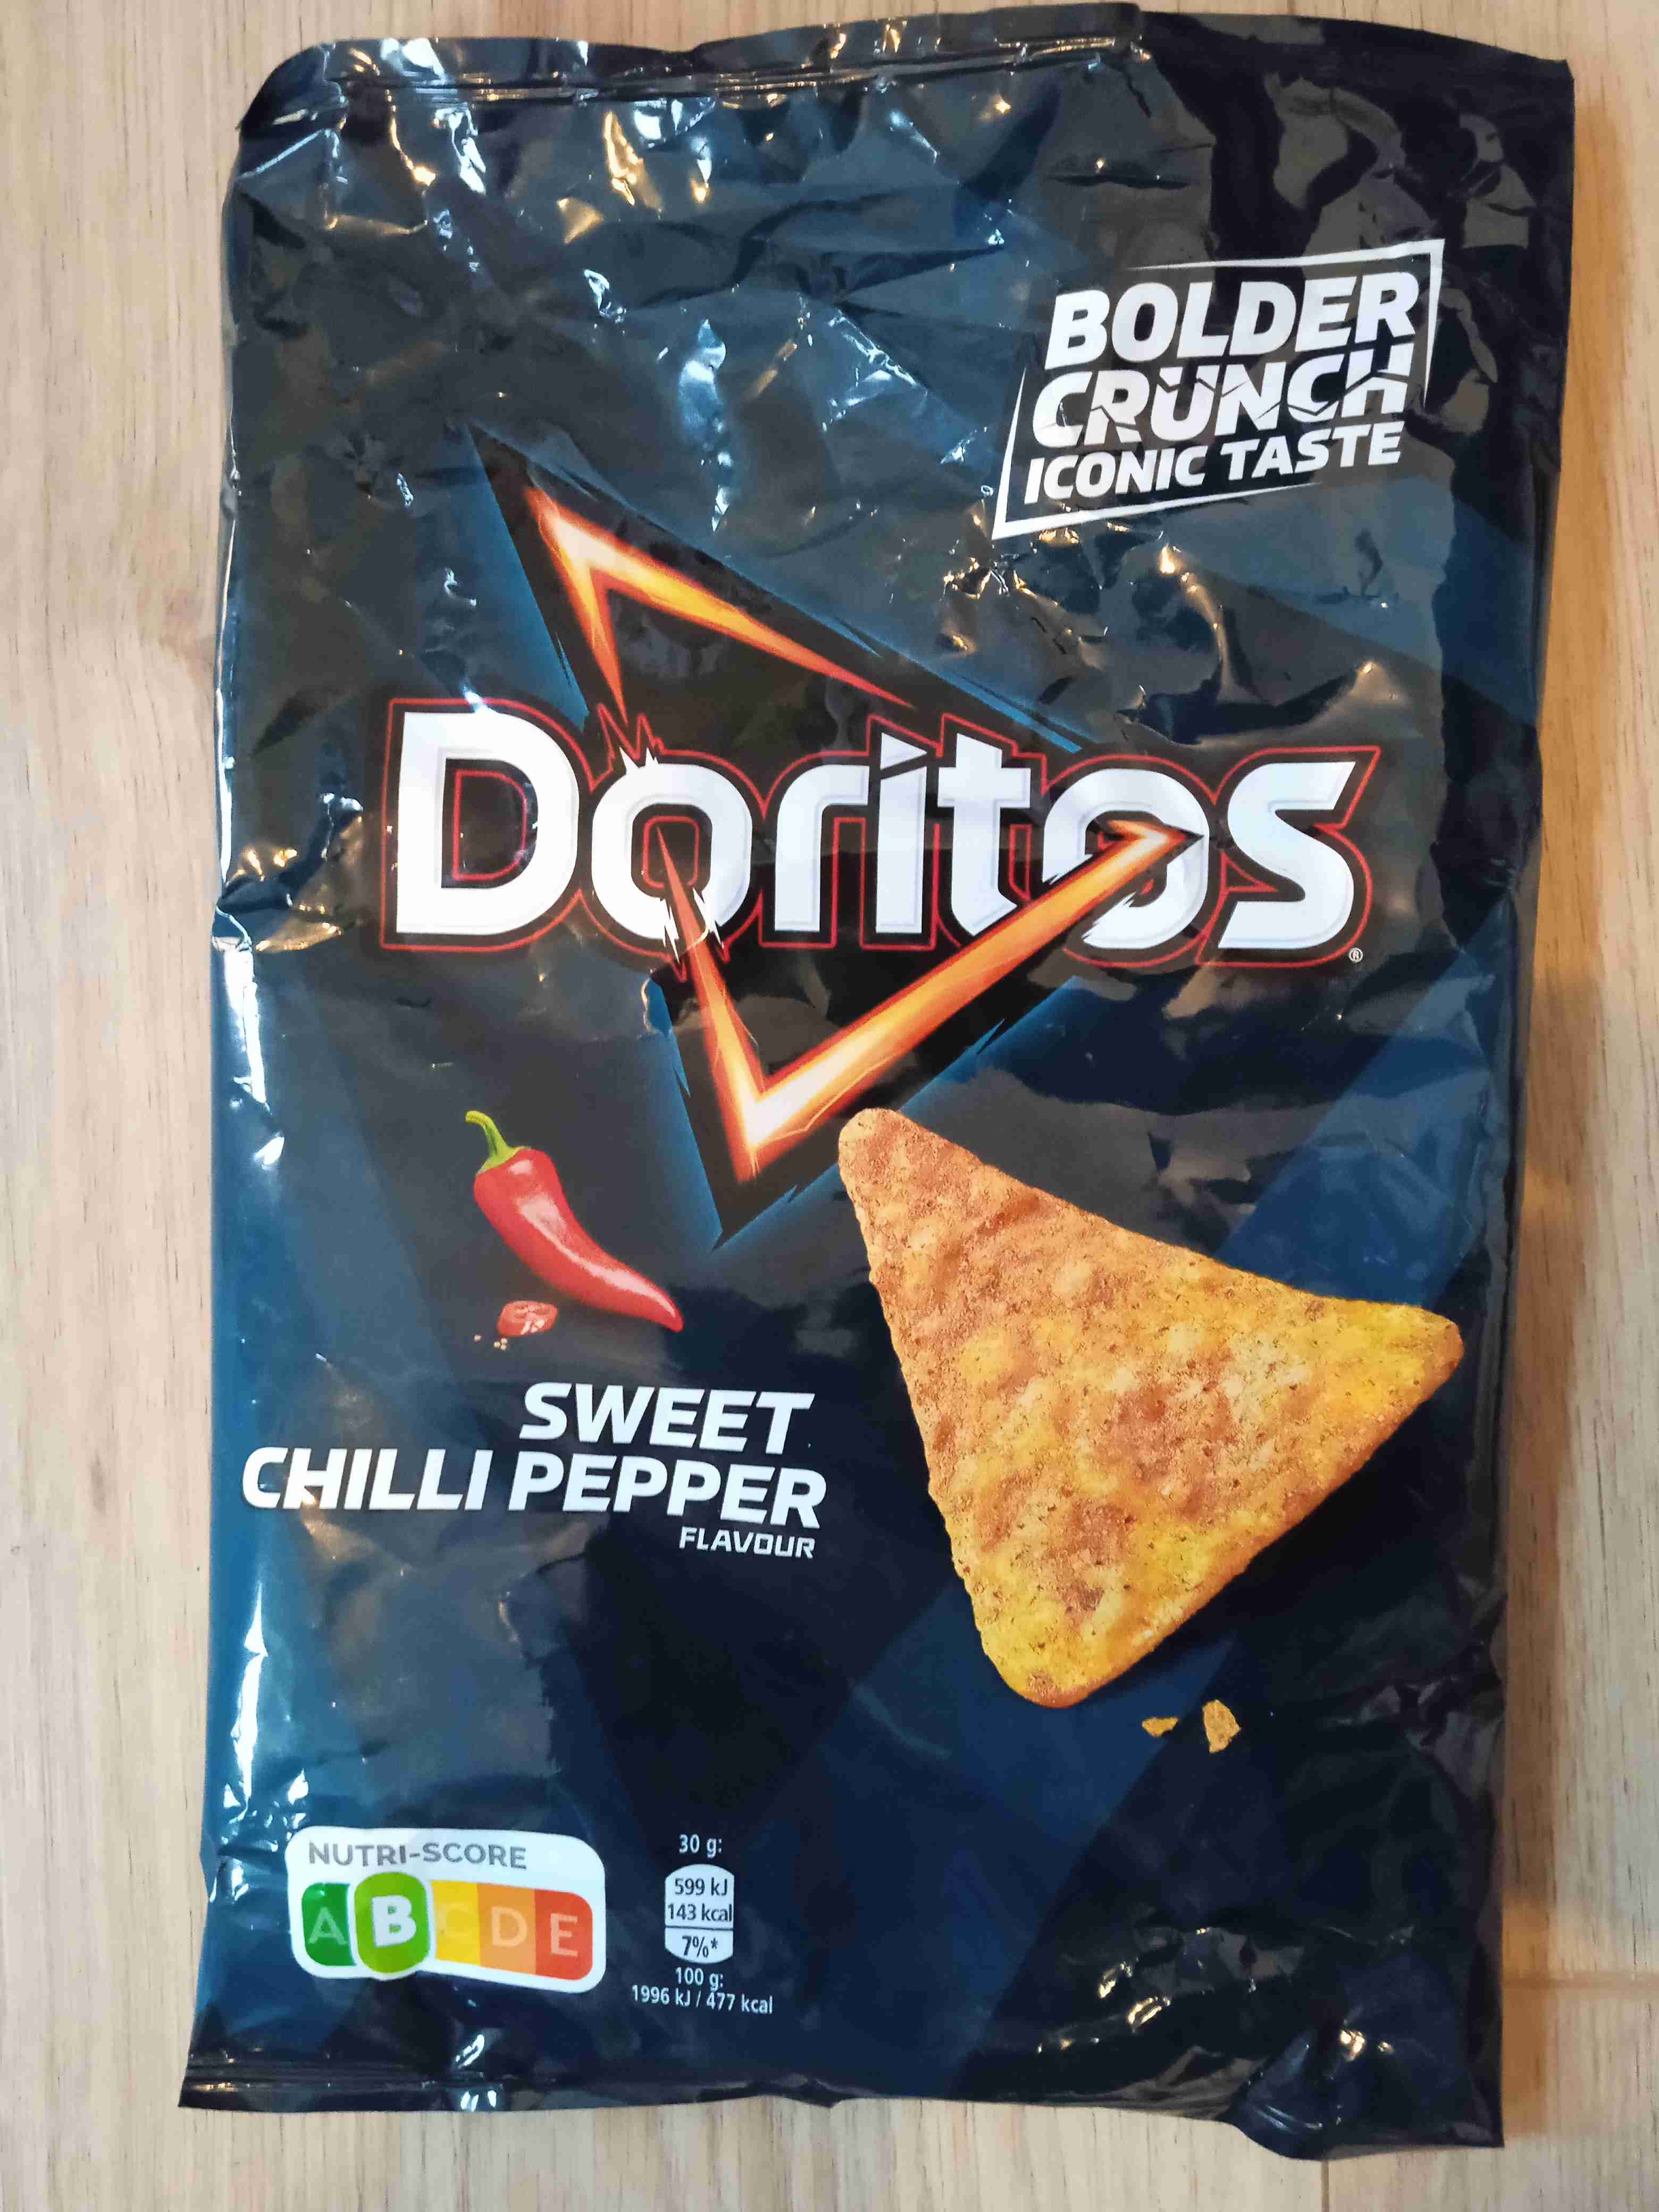 BOLDER
CRUNCH
ICONIC TASTE
Doritos
®
SWEET
CHILLI PEPPER
FLAVOUR
NUTRI-SCORE
A B C D E
30 g:
599 kJ
143 kcal
7%*
100 g:
1996 kJ / 477 kcal